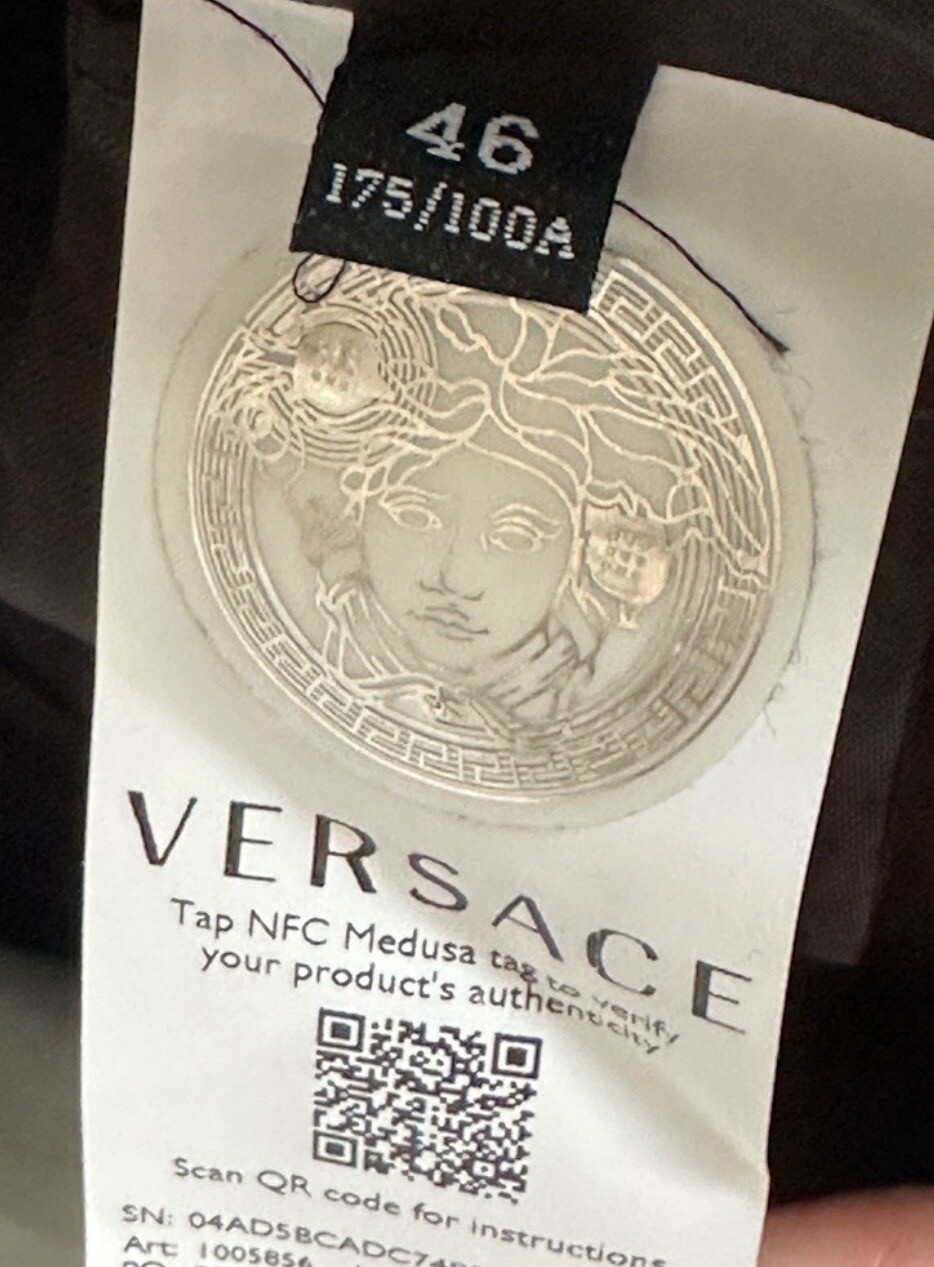 46
175/100A
VERSACE
Tap NFC Medusa tag to verify
your product's authenticity
Scan QR code for instructions
SN:
Art: 1005856